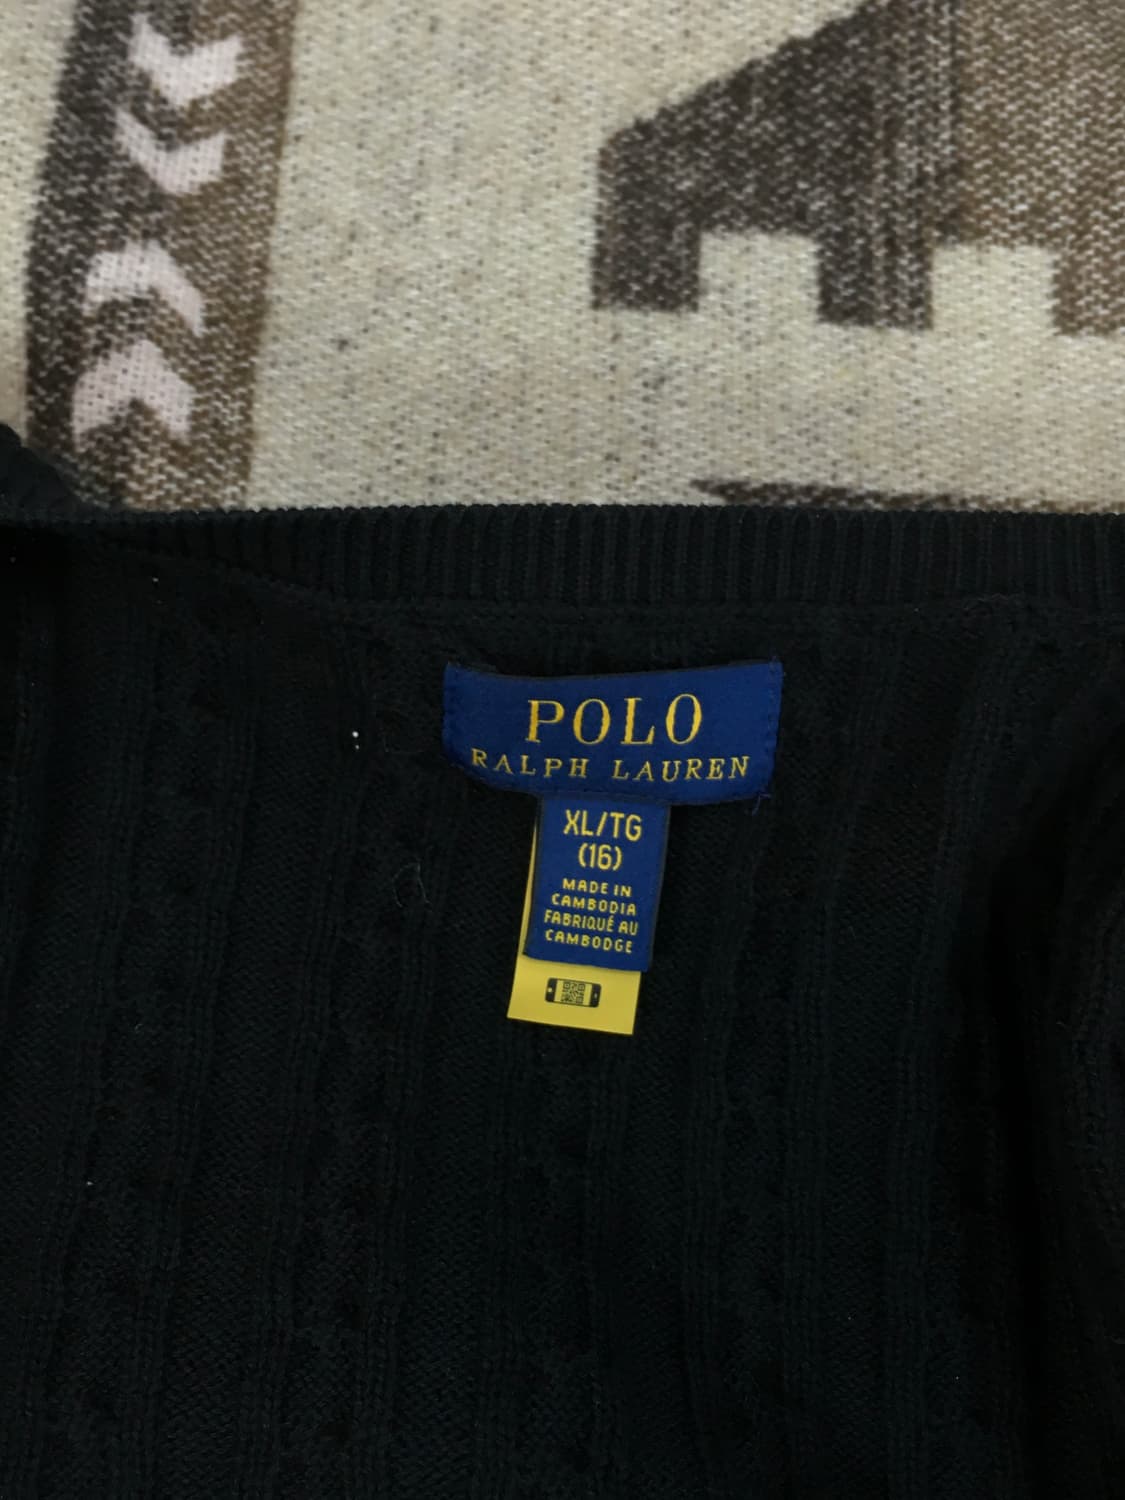 POLO
RALPH LAUREN
XL/TG
(16)
MADE IN
CAMBODIA
FABRIQUÉ AU
CAMBODGE